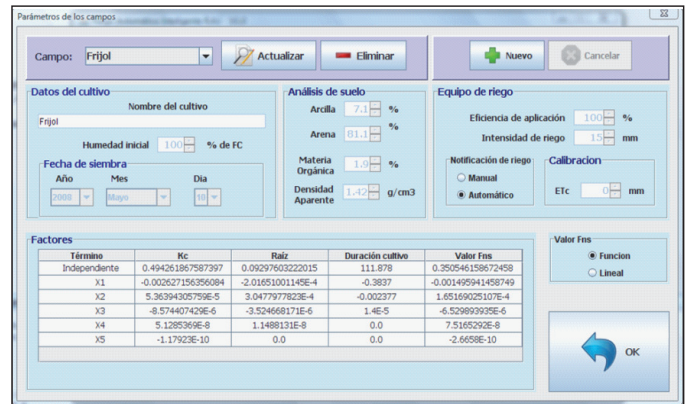 Parámetros de los campos
Campo: Frijol Actualizar Eliminar Nuevo Cancelar
Datos del cultivo
Nombre del cultivo
Frijol
Humedad inicial 100 % de FC
Fecha de siembra
Año Mes Dia
2008 Mayo 10
Análisis de suelo
Arcilla 7.1 %
Arena 81.1 %
Materia
Orgánica 1.9 %
Densidad
Aparente 1.42 g/cm3
Equipo de riego
Eficiencia de aplicación 100 %
Intensidad de riego 15 mm
Notificación de riego
Manual
Automático
Calibracion
ETc 0 mm
Factores
Término Kc Raíz Duración cultivo Valor Fns
Independiente 0.494261867587397 0.09297603222015 111.878 0.350546158672458
X1 -0.002627156356084 -2.01651001145E-4 -0.3837 -0.001495941458749
X2 5.36394305759E-5 3.0477977823E-4 -0.002377 1.65169025107E-4
X3 -8.574407429E-6 -3.524668171E-6 1.4E-5 -6.529893935E-6
X4 5.1285369E-8 1.1488131E-8 0.0 7.5165292E-8
X5 -1.17923E-10 0.0 0.0 -2.6658E-10
Valor Fns
Funcion
Lineal
OK